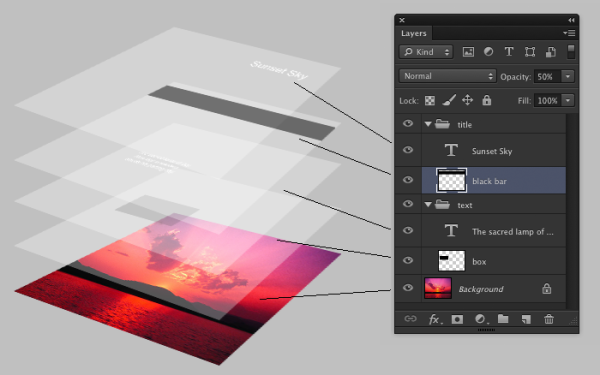 Sunset Sky
Layers
Kind
Normal
Opacity: 50%
Lock:
Fill: 100%
title
Sunset Sky
black bar
text
The sacred lamp of ...
box
Background
fx